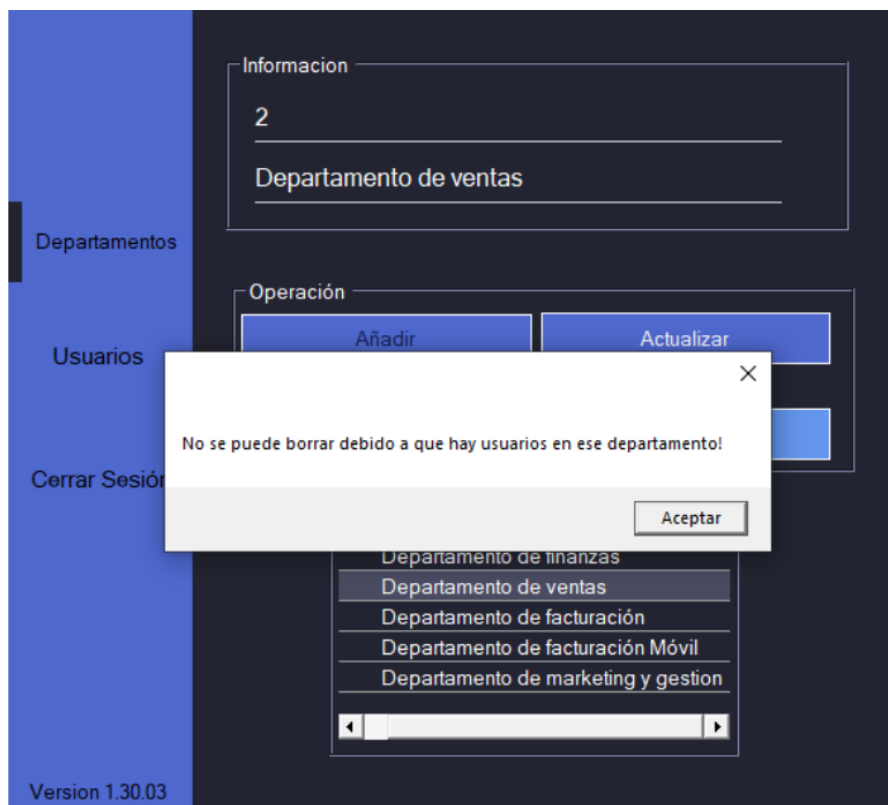 Informacion
2
Departamento de ventas
Departamentos
Operación
Añadir
Actualizar
Usuarios
No se puede borrar debido a que hay usuarios en ese departamento!
Aceptar
Cerrar Sesión
Departamento de finanzas
Departamento de ventas
Departamento de facturación
Departamento de facturación Móvil
Departamento de marketing y gestion
Version 1.30.03